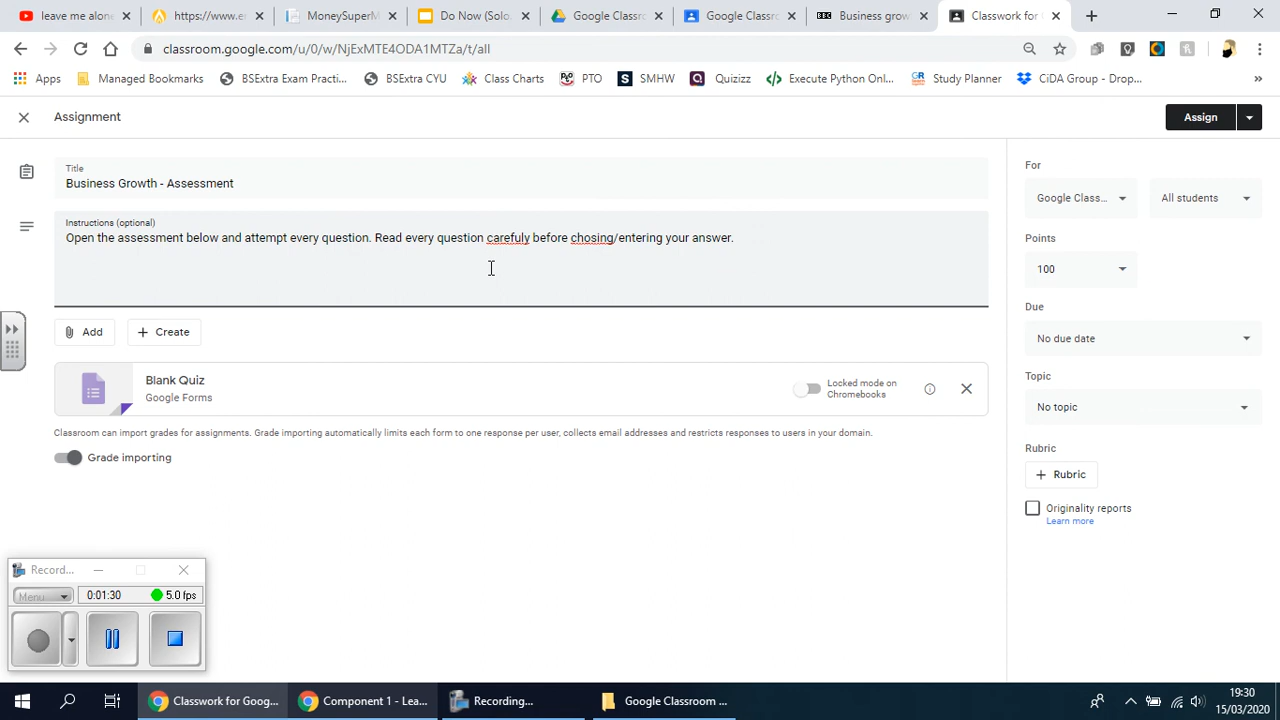 leave me alone
https://www.er
MoneySuperM
Do Now (Solo
Google Classr
Google Classr
Business grow
Classwork for G
classroom.google.com/u/0/w/NjExMTE4ODA1MTZa/t/all
Apps
Managed Bookmarks
BSExtra Exam Practi...
BSExtra CYU
Class Charts
PTO
SMHW
Quizizz
Execute Python Onl...
Study Planner
CiDA Group - Drop...
Assignment
Assign
Title
Business Growth - Assessment
Instructions (optional)
Open the assessment below and attempt every question. Read every question carefuly before chosing/entering your answer.
Add
Create
Blank Quiz
Google Forms
Locked mode on
Chromebooks
Classroom can import grades for assignments. Grade importing automatically limits each form to one response per user, collects email addresses and restricts responses to users in your domain.
Grade importing
For
Google Class...
All students
Points
100
Due
No due date
Topic
No topic
Rubric
Rubric
Originality reports
Learn more
Record...
Menu
0:01:30
5.0 fps
Classwork for Goog...
Component 1 - Lea...
Recording...
Google Classroom ...
19:30
15/03/2020